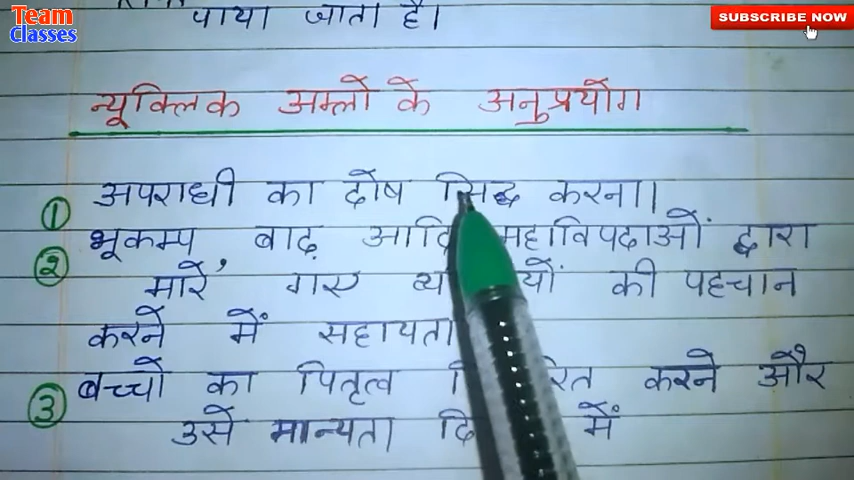 Team
Classes
SUBSCRIBE NOW
पाया जाता है।
न्यूक्लिक अम्लो के अनुप्रयोग
① अपराधी का दोष सिद्ध करना।
② भूकम्प, बाढ़ आदि महाविपदाओं द्वारा
मारे गए की पहचान
करने में सहायता
③ बच्चो का पितृत्व करने और
उसे मान्यता में